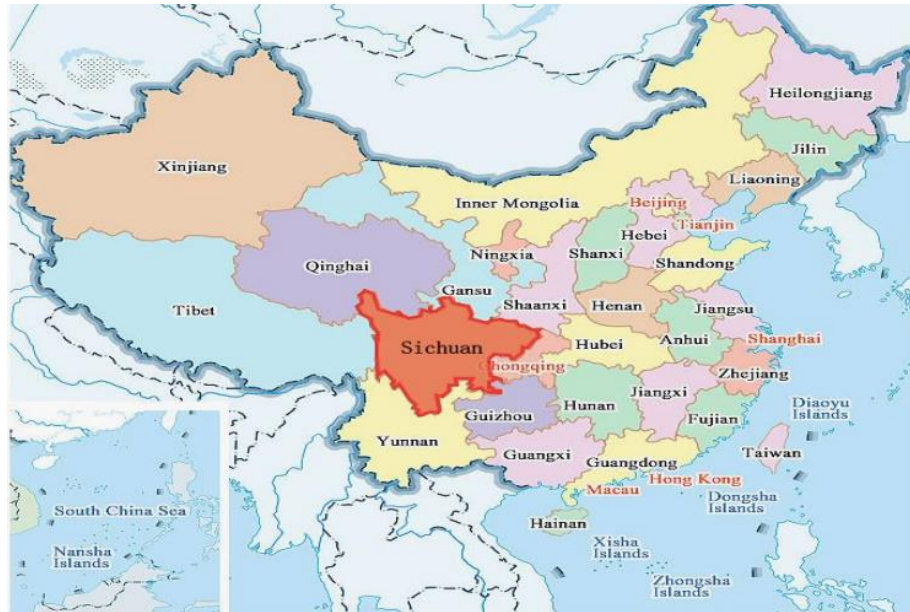 Heilongjiang
Jilin
Xinjiang
Liaoning
Inner Mongolia
Beijing
Tianjin
Hebei
Ningxia
Shanxi
Shandong
Qinghai
Gansu
Shaanxi
Henan
Jiangsu
Tibet
Sichuan
Hubei
Anhui
Shanghai
Chongqing
Zhejiang
Guizhou
Hunan
Jiangxi
Fujian
Diaoyu
Islands
Yunnan
Guangxi
Guangdong
Taiwan
Macau
Hong Kong
Dongsha
Islands
Hainan
Xisha
Islands
Zhongsha
Islands
South China Sea
Nansha
Islands